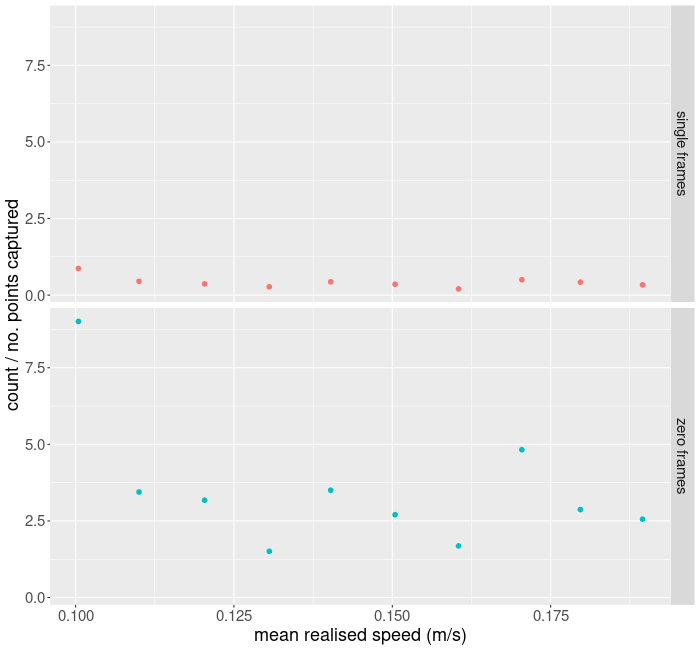 count / no. points captured
7.5
5.0
2.5
0.0
single frames
7.5
5.0
2.5
0.0
zero frames
0.100 0.125 0.150 0.175
mean realised speed (m/s)